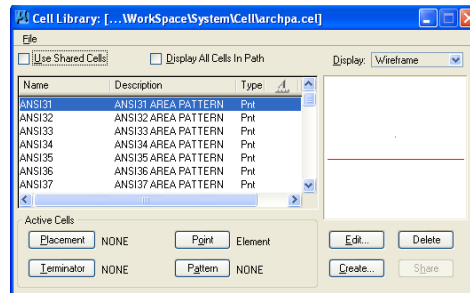 Cell Library: [...\WorkSpace\System\Cell\archpa.cel]
File
Use Shared Cells Display All Cells In Path Display: Wireframe
Name Description Type
ANSI31 ANSI31 AREA PATTERN Pnt
ANSI32 ANSI32 AREA PATTERN Pnt
ANSI33 ANSI33 AREA PATTERN Pnt
ANSI34 ANSI34 AREA PATTERN Pnt
ANSI35 ANSI35 AREA PATTERN Pnt
ANSI36 ANSI36 AREA PATTERN Pnt
ANSI37 ANSI37 AREA PATTERN Pnt
Active Cells
Placement NONE Point Element Edit... Delete
Terminator NONE Pattern NONE Create... Share